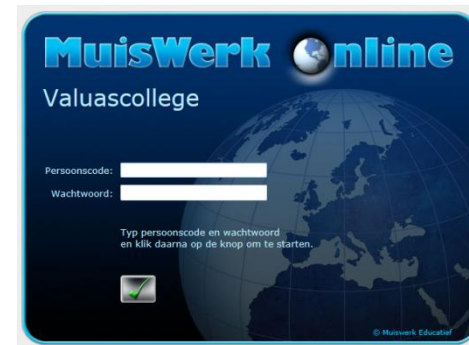 MuisWerk Online
Valuascollege
Persoonscode:
Wachtwoord:
Typ persoonscode en wachtwoord
en klik daarna op de knop om te starten.
© Muiswerk Educatief